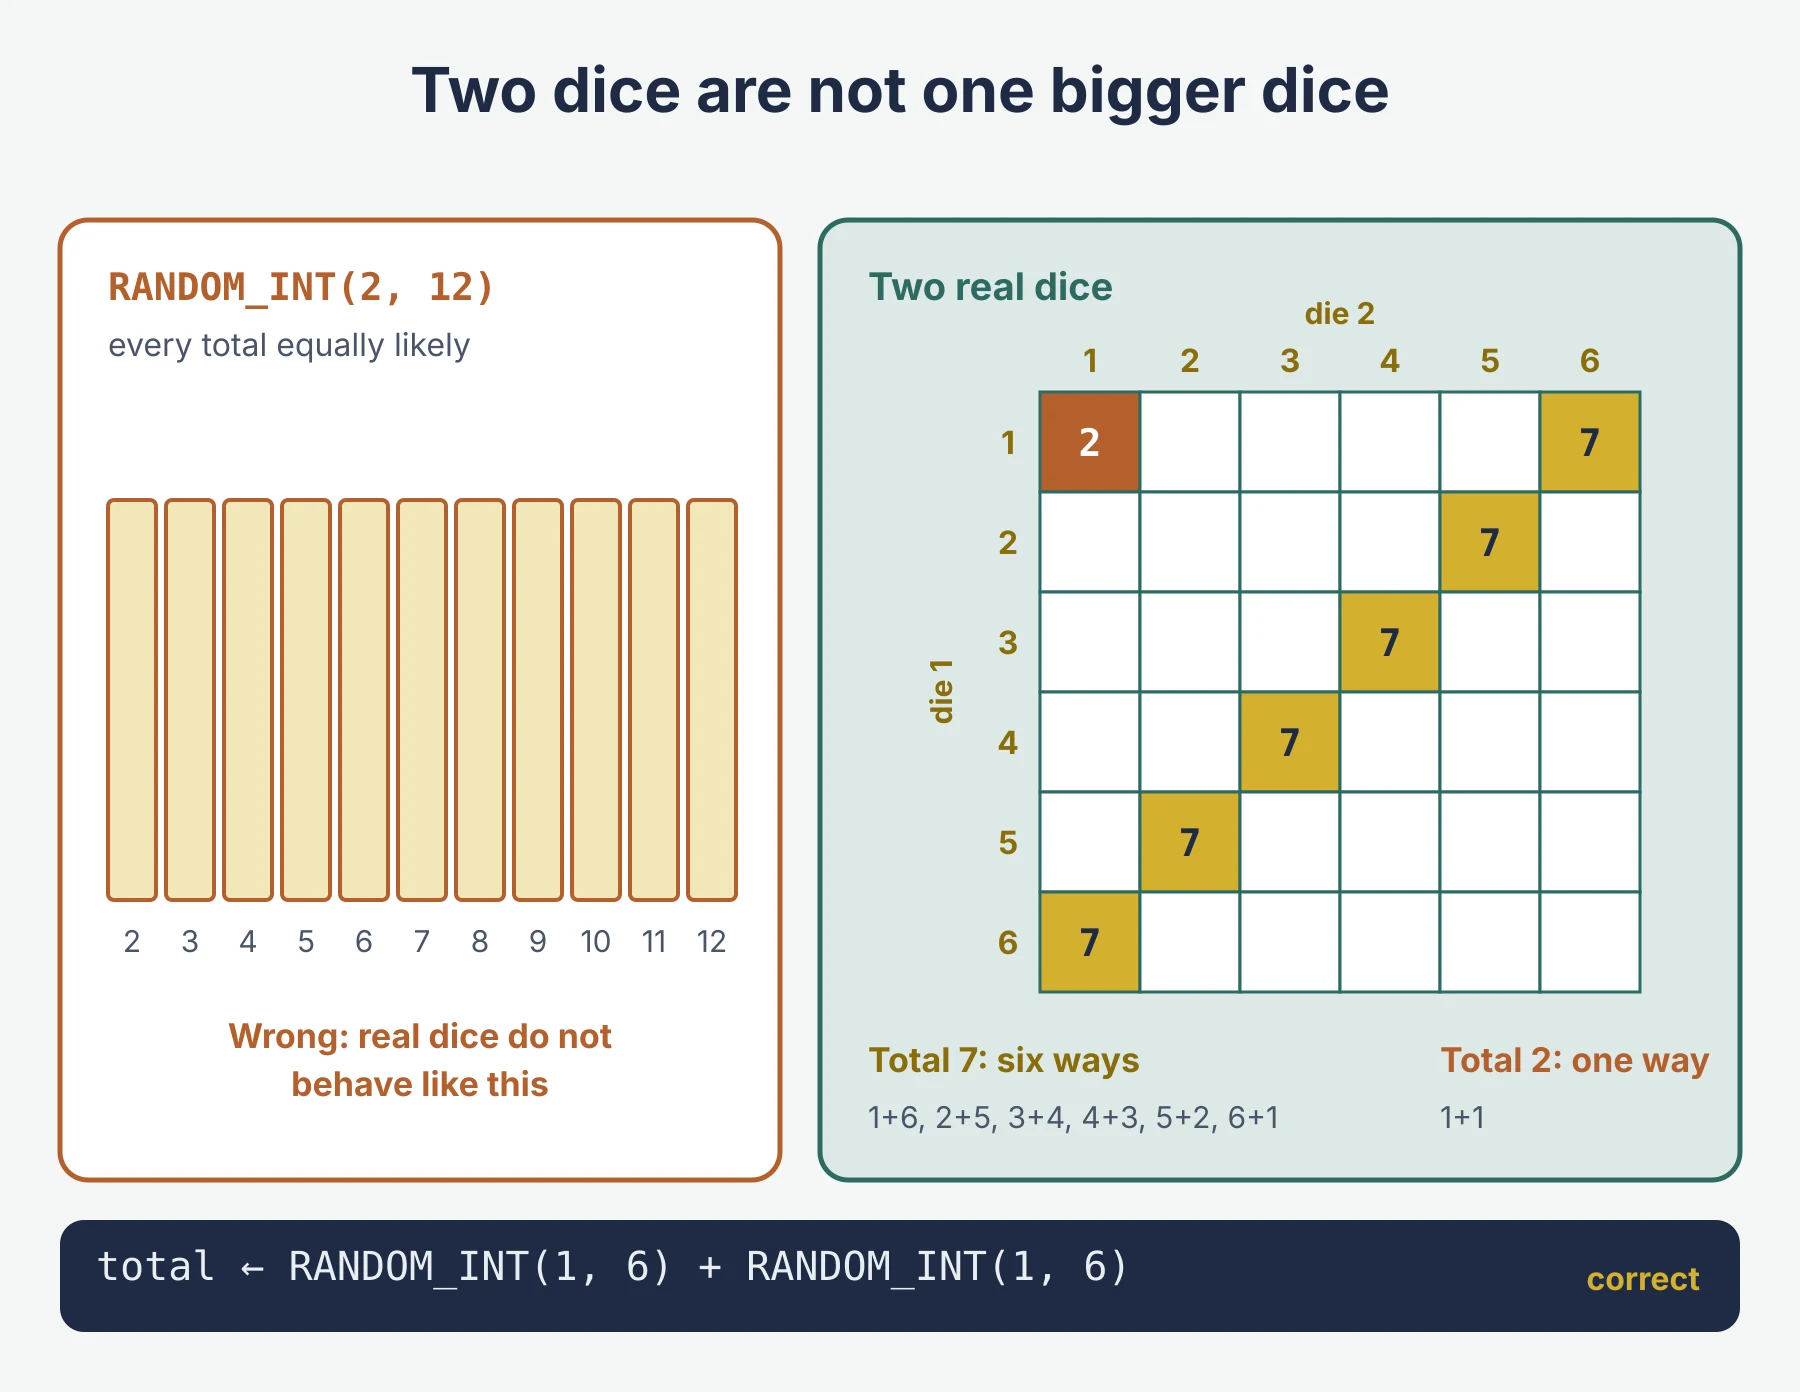 Two dice are not one bigger dice
RANDOM_INT(2, 12)
every total equally likely
2 3 4 5 6 7 8 9 10 11 12
Wrong: real dice do not
behave like this
Two real dice
die 2
1 2 3 4 5 6
die 1
1 2 7
2 7
3 7
4 7
5 7
6 7
Total 7: six ways
1+6, 2+5, 3+4, 4+3, 5+2, 6+1
Total 2: one way
1+1
total ← RANDOM_INT(1, 6) + RANDOM_INT(1, 6)
correct